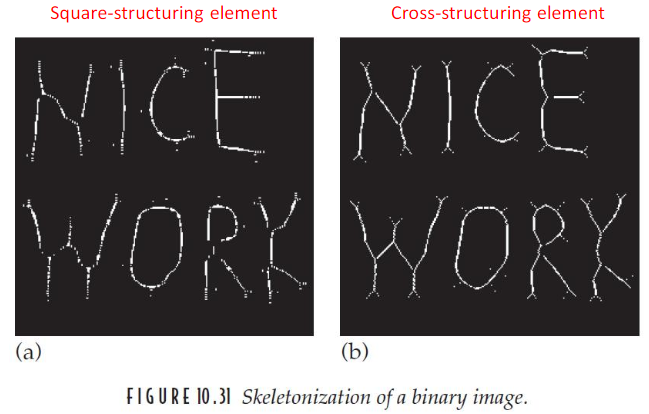 Square-structuring element
Cross-structuring element
NICE
WORK
NICE
WORK
(a)
(b)
FIGURE 10.31 Skeletonization of a binary image.